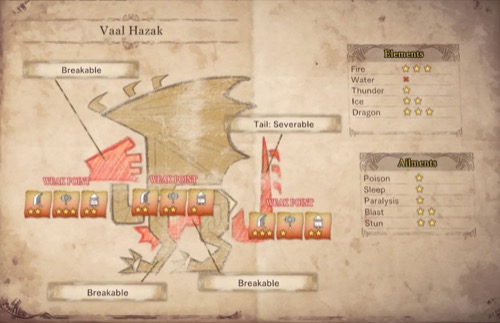 Vaal Hazak
Breakable
Tail: Severable
WEAK POINT
WEAK POINT
WEAK POINT
Breakable
Breakable
Elements
Fire
Water
Thunder
Ice
Dragon
Ailments
Poison
Sleep
Paralysis
Blast
Stun